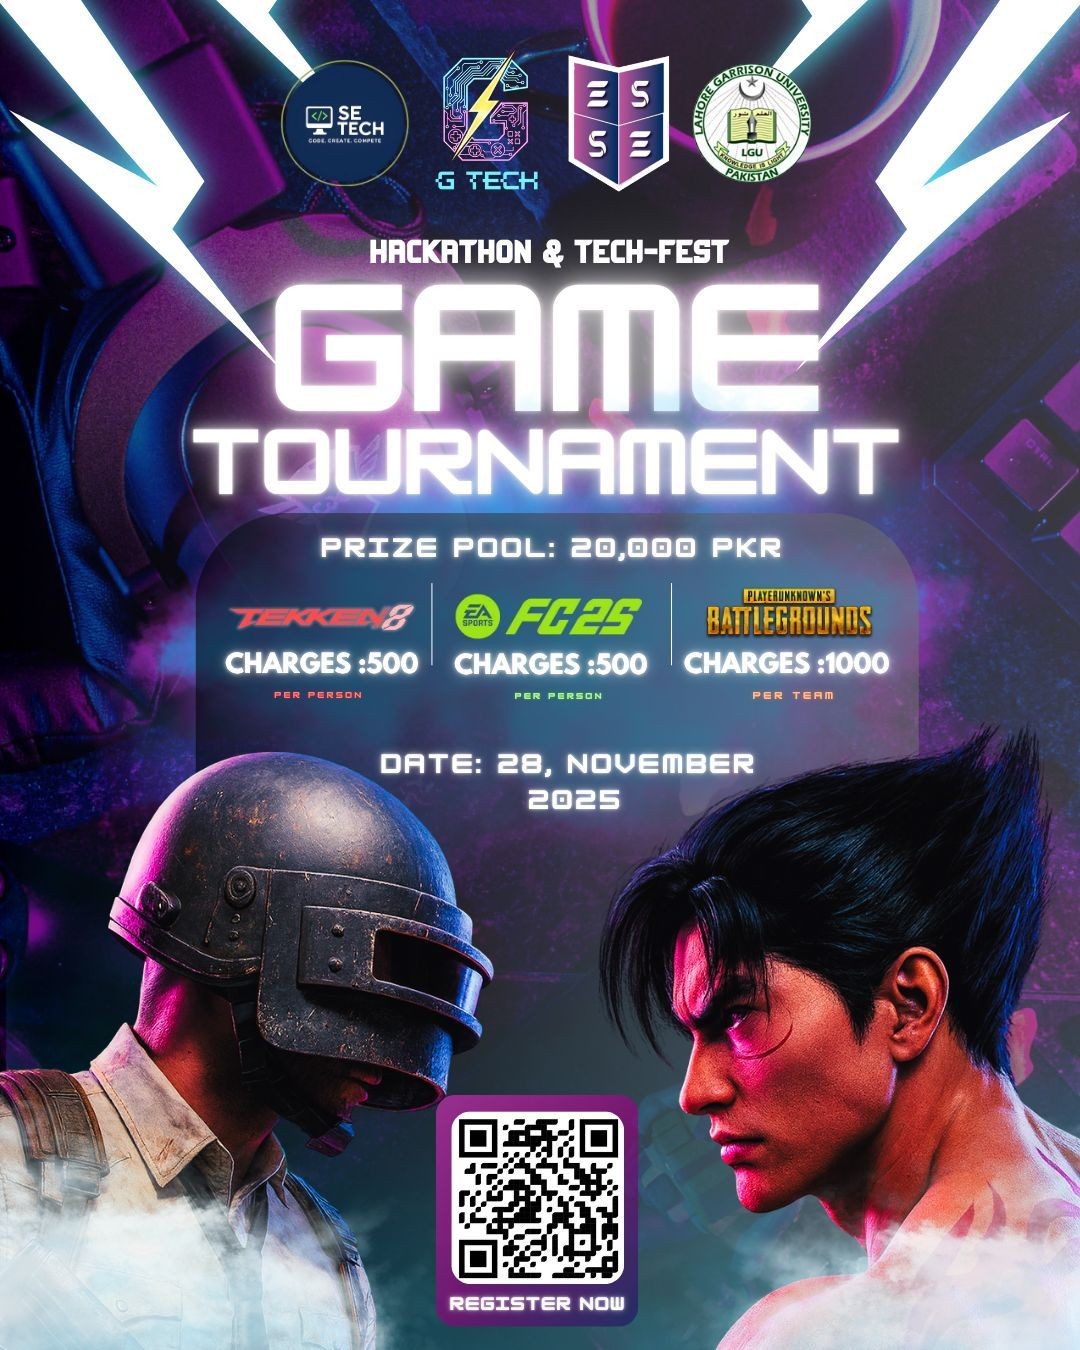 SE
TECH
CODE. CREATE. COMPETE
G TECH
E S
S E
LAHORE GARRISON UNIVERSITY
LGU
KNOWLEDGE IS LIGHT
PAKISTAN
HACKATHON & TECH-FEST
GAME
TOURNAMENT
PRIZE POOL: 20,000 PKR
TEKKEN 8
CHARGES :500
PER PERSON
EA
SPORTS
FC 25
CHARGES :500
PER PERSON
PLAYERUNKNOWN'S
BATTLEGROUNDS
CHARGES :1000
PER TEAM
DATE: 28, NOVEMBER
2025
CTRL
REGISTER NOW